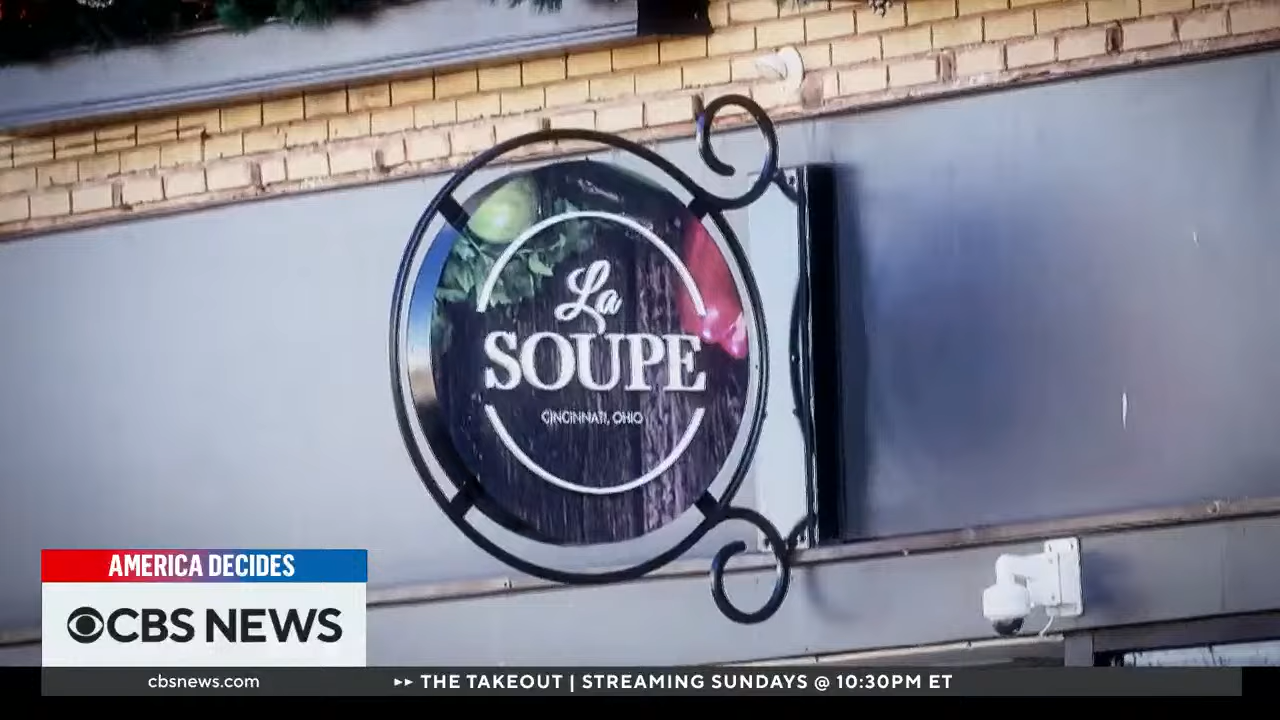 La
SOUPE
CINCINNATI, OHIO
AMERICA DECIDES
CBS NEWS
cbsnews.com
THE TAKEOUT | STREAMING SUNDAYS @ 10:30PM ET